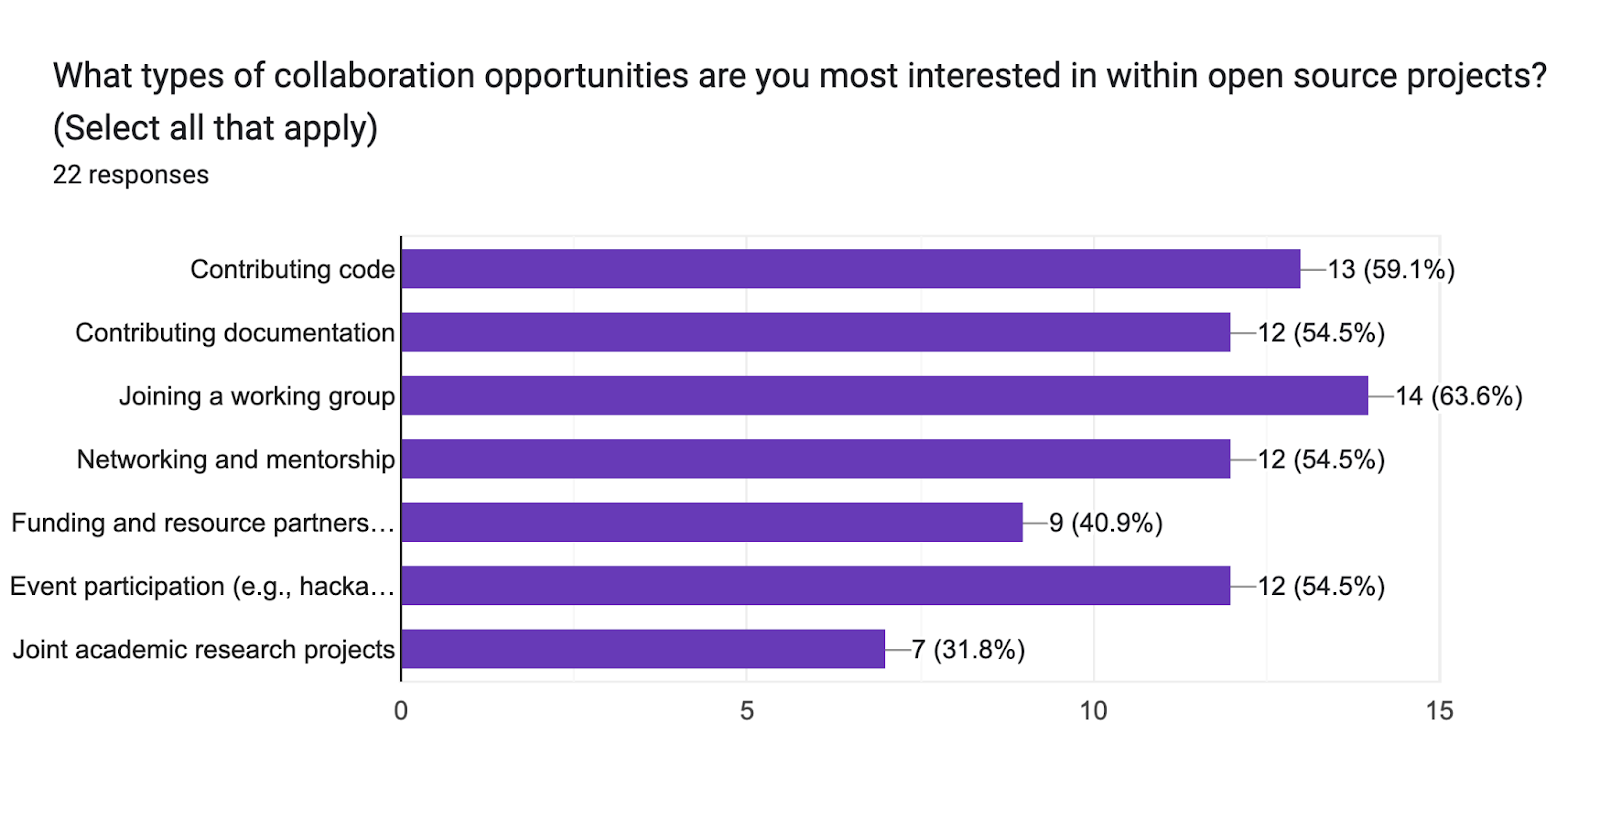 What types of collaboration opportunities are you most interested in within open source projects?
(Select all that apply)
22 responses
Contributing code
13 (59.1%)
Contributing documentation
12 (54.5%)
Joining a working group
14 (63.6%)
Networking and mentorship
12 (54.5%)
Funding and resource partners…
9 (40.9%)
Event participation (e.g., hacka…
12 (54.5%)
Joint academic research projects
7 (31.8%)
0 5 10 15